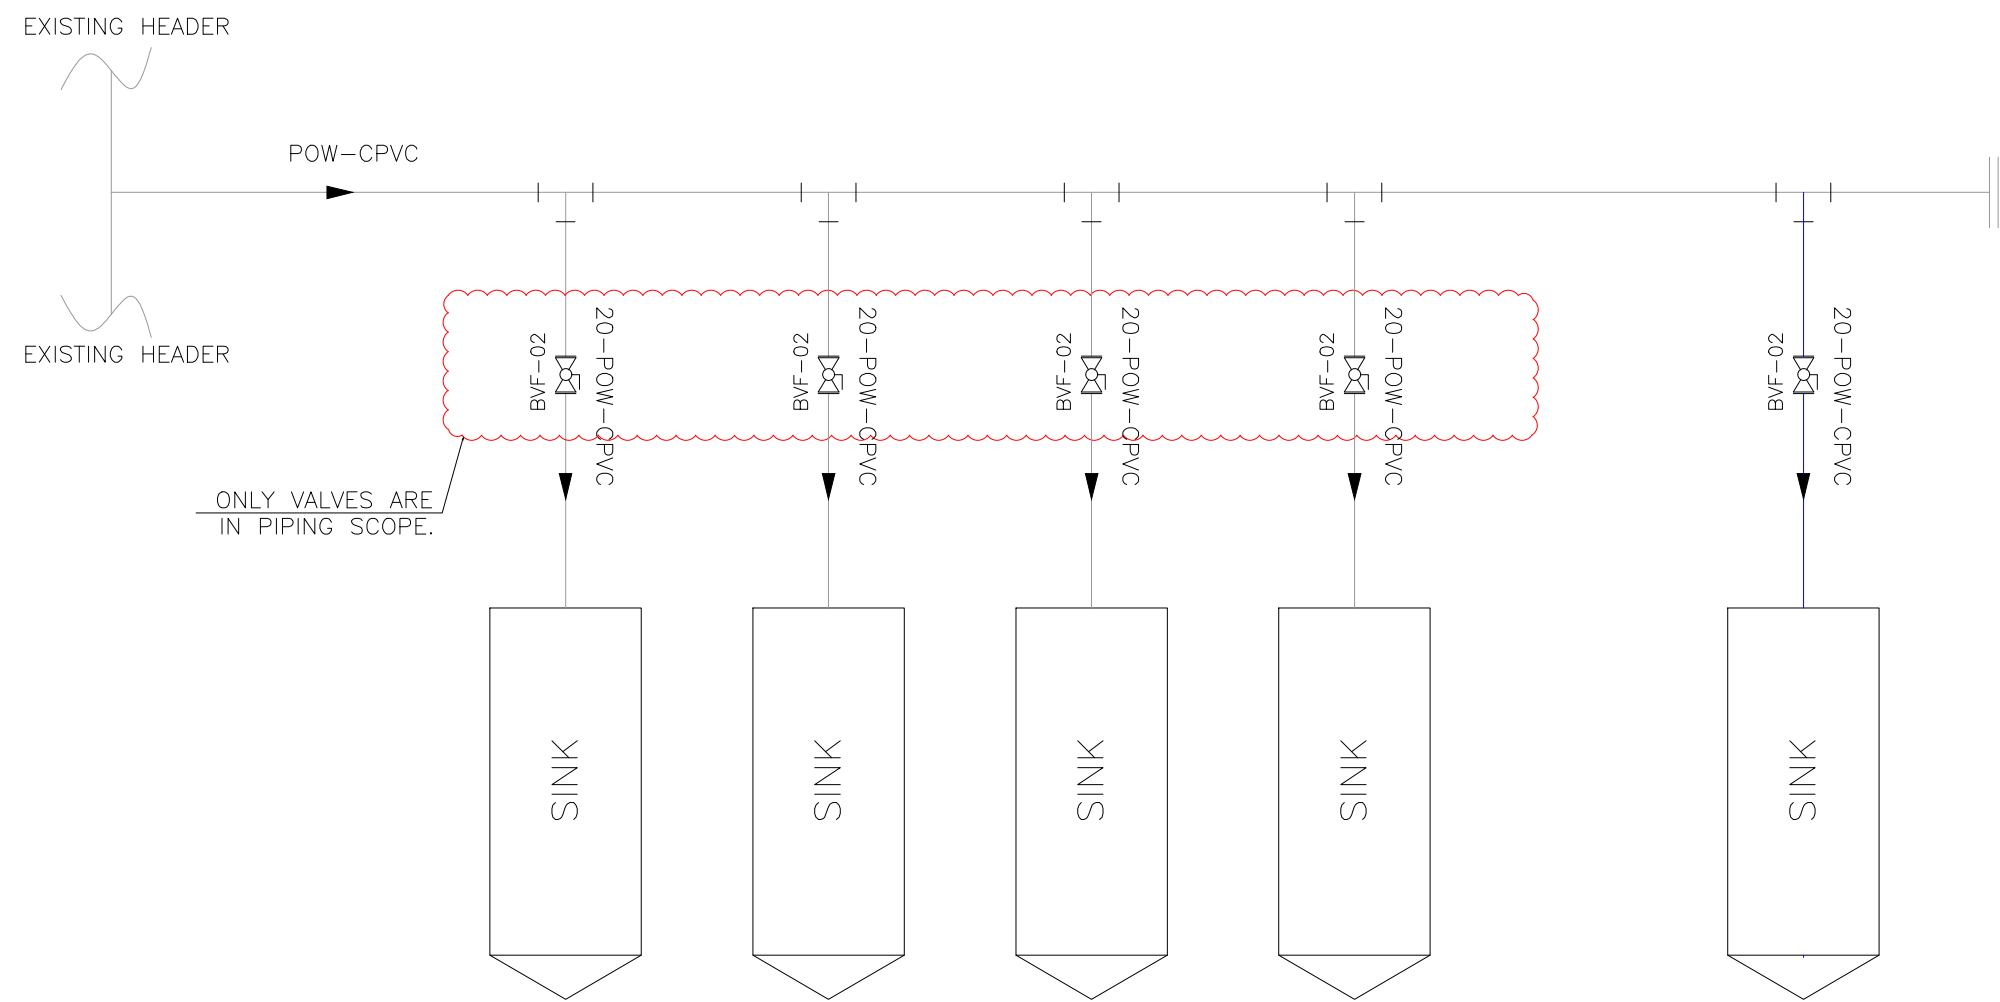 EXISTING HEADER
POW-CPVC
EXISTING HEADER
BVF-02
20-POW-CPVC
BVF-02
20-POW-CPVC
BVF-02
20-POW-CPVC
BVF-02
20-POW-CPVC
BVF-02
20-POW-CPVC
ONLY VALVES ARE
IN PIPING SCOPE.
SINK
SINK
SINK
SINK
SINK